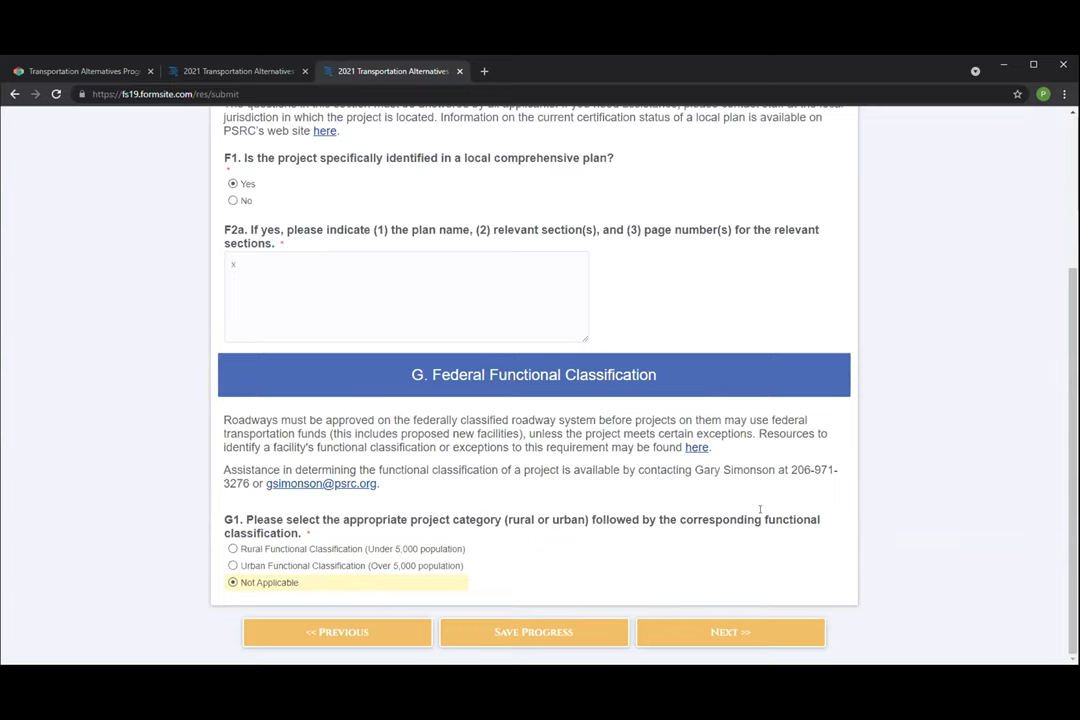 Transportation Alternatives Prog
2021 Transportation Alternatives
2021 Transportation Alternatives
https://fs19.formsite.com/res/submit
P
jurisdiction in which the project is located. Information on the current certification status of a local plan is available on
PSRC's web site here.
F1. Is the project specifically identified in a local comprehensive plan?
*
Yes
No
F2a. If yes, please indicate (1) the plan name, (2) relevant section(s), and (3) page number(s) for the relevant
sections. *
x
G. Federal Functional Classification
Roadways must be approved on the federally classified roadway system before projects on them may use federal
transportation funds (this includes proposed new facilities), unless the project meets certain exceptions. Resources to
identify a facility's functional classification or exceptions to this requirement may be found here.
Assistance in determining the functional classification of a project is available by contacting Gary Simonson at 206-971-
3276 or gsimonson@psrc.org.
G1. Please select the appropriate project category (rural or urban) followed by the corresponding functional
classification. *
Rural Functional Classification (Under 5,000 population)
Urban Functional Classification (Over 5,000 population)
Not Applicable
<< Previous
Save Progress
Next >>